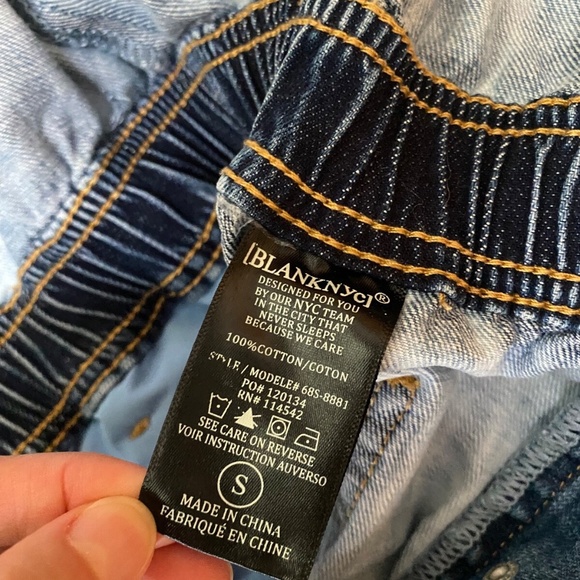 [BLANKNYC]®
DESIGNED FOR YOU
BY OUR NYC TEAM
IN THE CITY THAT
NEVER SLEEPS
BECAUSE WE CARE
100%COTTON/COTON
STYLE / MODELE# 68S-8881
PO# 120134
RN# 114542
SEE CARE ON REVERSE
VOIR INSTRUCTION AUVERSO
S
MADE IN CHINA
FABRIQUÉ EN CHINE